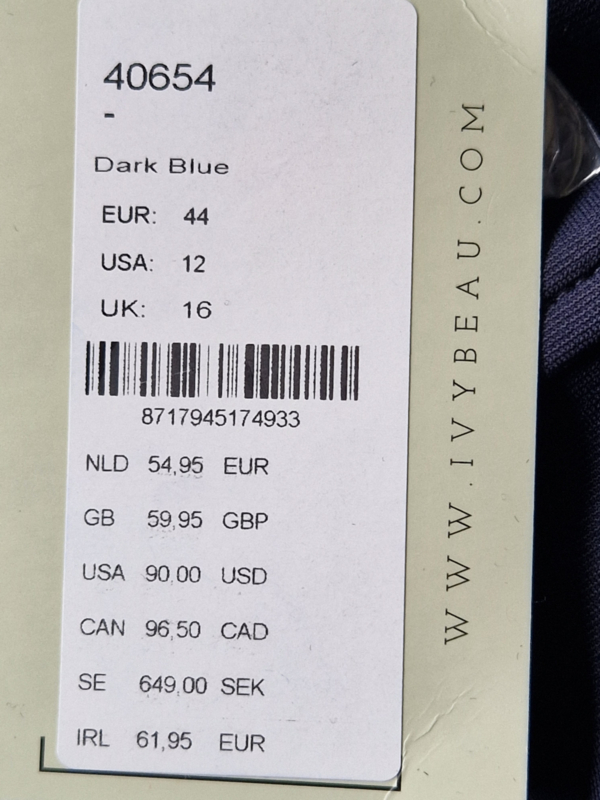 40654
-
Dark Blue
EUR: 44
USA: 12
UK: 16
8717945174933
NLD 54,95 EUR
GB 59,95 GBP
USA 90,00 USD
CAN 96,50 CAD
SE 649,00 SEK
IRL 61,95 EUR
WWW.IVYBEAU.COM